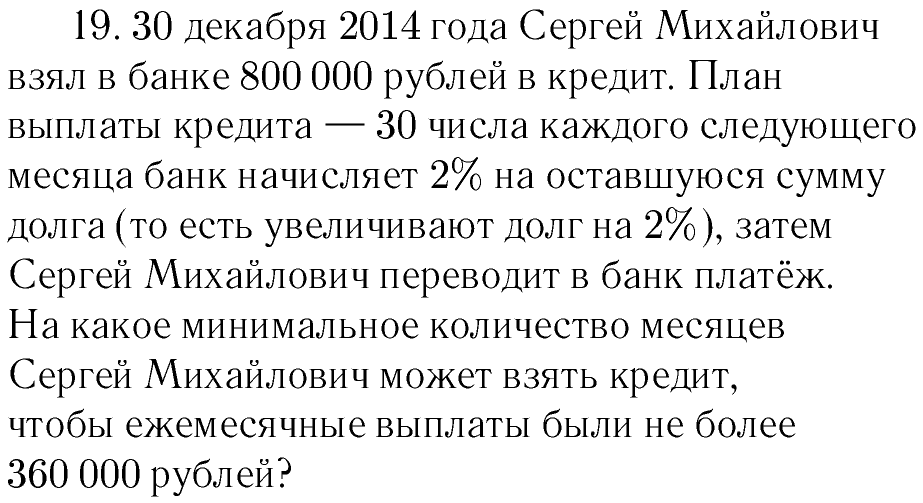 19. 30 декабря 2014 года Сергей Михайлович
взял в банке 800 000 рублей в кредит. План
выплаты кредита — 30 числа каждого следующего
месяца банк начисляет 2% на оставшуюся сумму
долга (то есть увеличивают долг на 2%), затем
Сергей Михайлович переводит в банк платёж.
На какое минимальное количество месяцев
Сергей Михайлович может взять кредит,
чтобы ежемесячные выплаты были не более
360 000 рублей?